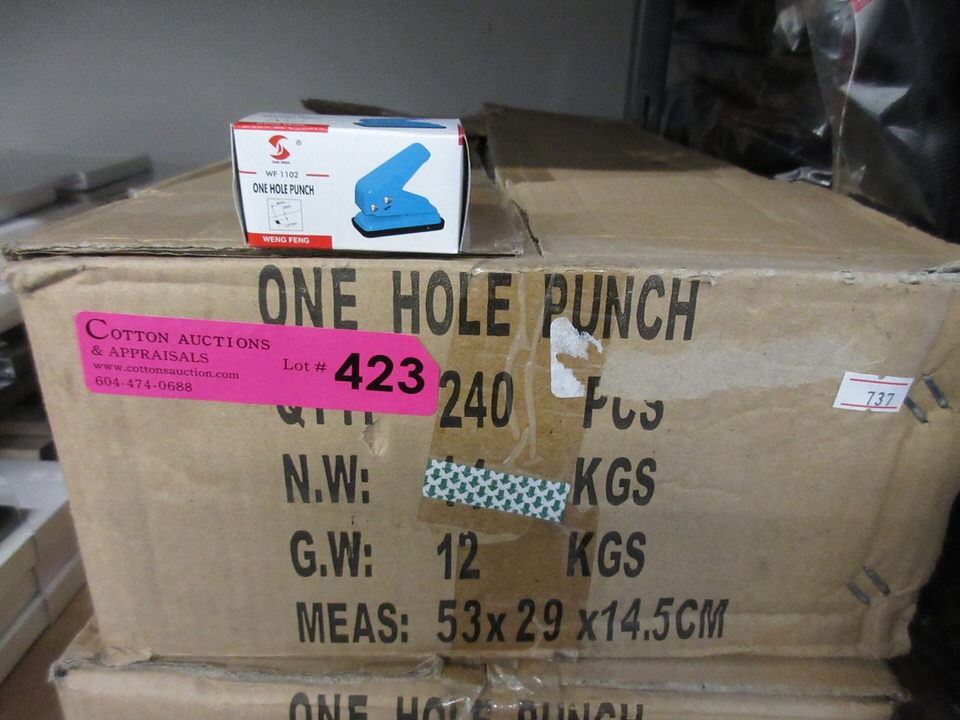 WF 1102
ONE HOLE PUNCH
WENG FENG
ONE HOLE PUNCH
COTTON AUCTIONS
& APPRAISALS
www.cottonsauction.com
604-474-0688
Lot # 423
240 PCS
737
N.W: KGS
G.W: 12 KGS
MEAS: 53x29x14.5CM
ONE HOLE PUNCH